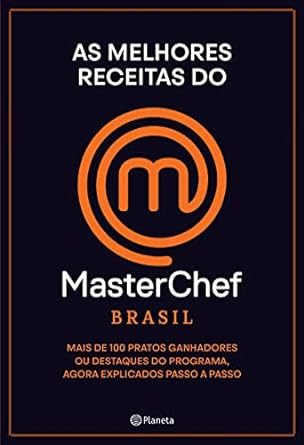 AS MELHORES
RECEITAS DO
m
MasterChef
BRASIL
MAIS DE 100 PRATOS GANHADORES
OU DESTAQUES DO PROGRAMA,
AGORA EXPLICADOS PASSO A PASSO
Planeta